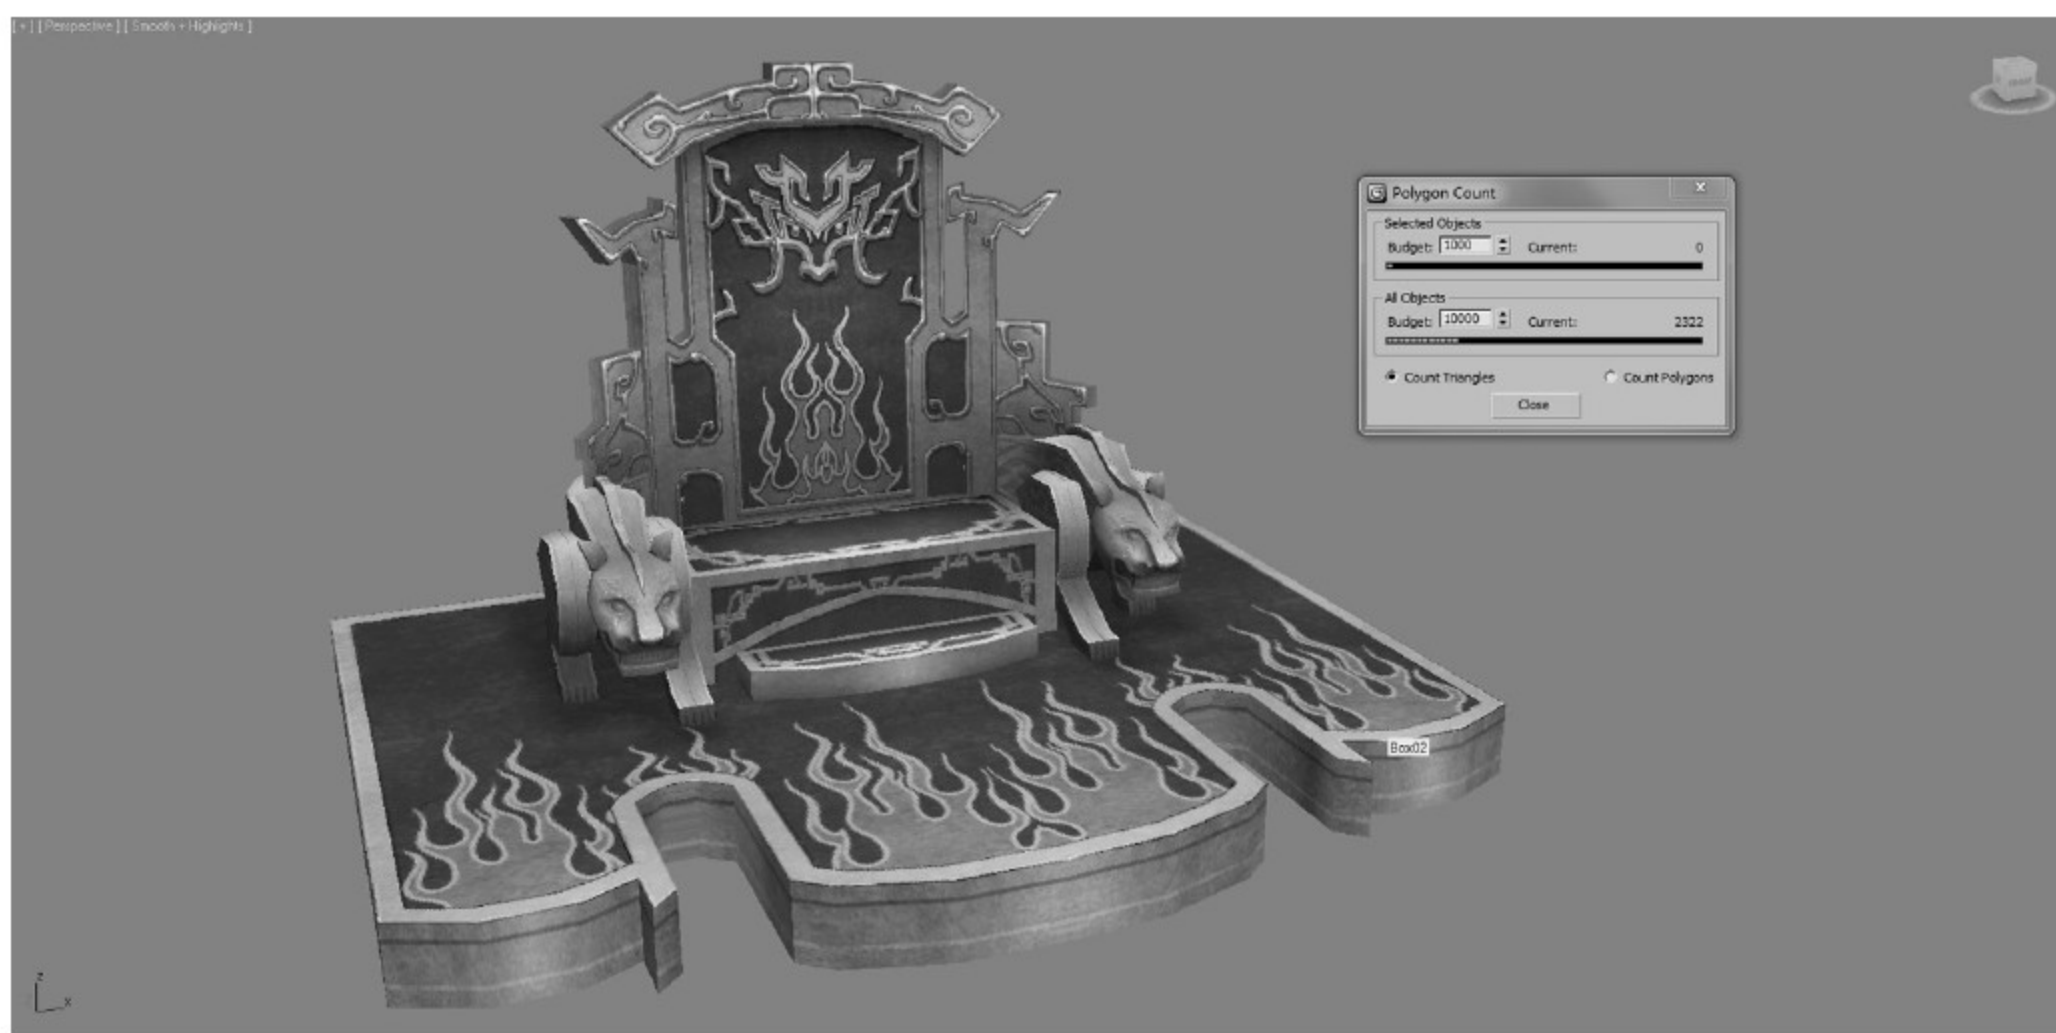 [ + ] [ Perspective ] [ Smooth + Highlights ]
Polygon Count
Selected Objects
Budget: 1000 Current: 0
All Objects
Budget: 10000 Current: 2322
Count Triangles Count Polygons
Close
Box02
z
x